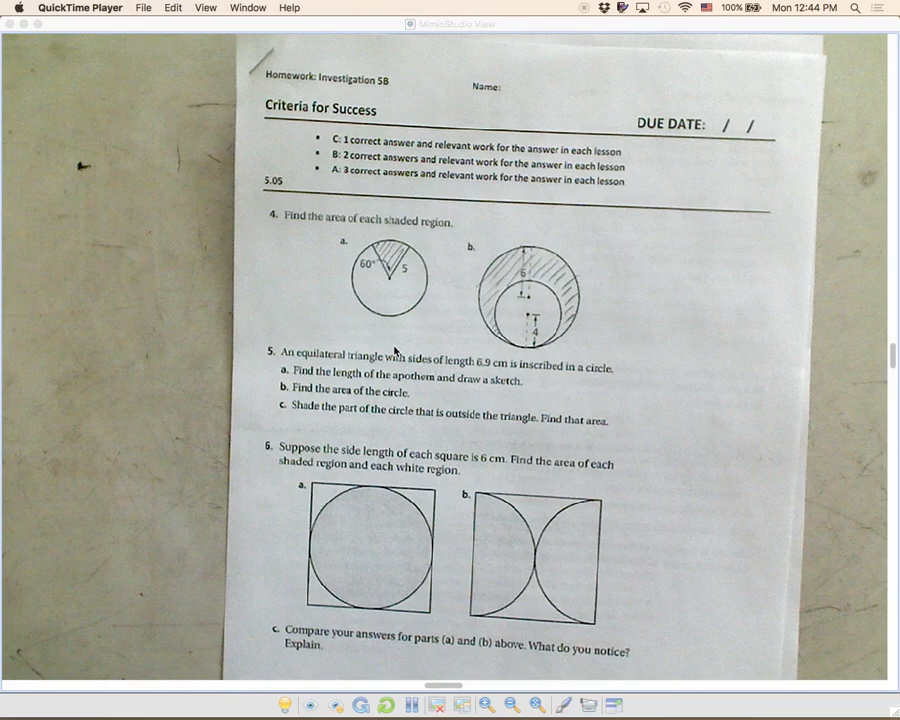 QuickTime Player File Edit View Window Help 100% Mon 12:44 PM
MimioStudio View
Homework: Investigation 5B
Name:
Criteria for Success
DUE DATE: / /
• C: 1 correct answer and relevant work for the answer in each lesson
• B: 2 correct answers and relevant work for the answer in each lesson
• A: 3 correct answers and relevant work for the answer in each lesson
5.05
4. Find the area of each shaded region.
a.
b.
60°
5
6
4
5. An equilateral triangle with sides of length 6.9 cm is inscribed in a circle.
a. Find the length of the apothem and draw a sketch.
b. Find the area of the circle.
c. Shade the part of the circle that is outside the triangle. Find that area.
6. Suppose the side length of each square is 6 cm. Find the area of each
shaded region and each white region.
a.
b.
c. Compare your answers for parts (a) and (b) above. What do you notice?
Explain.